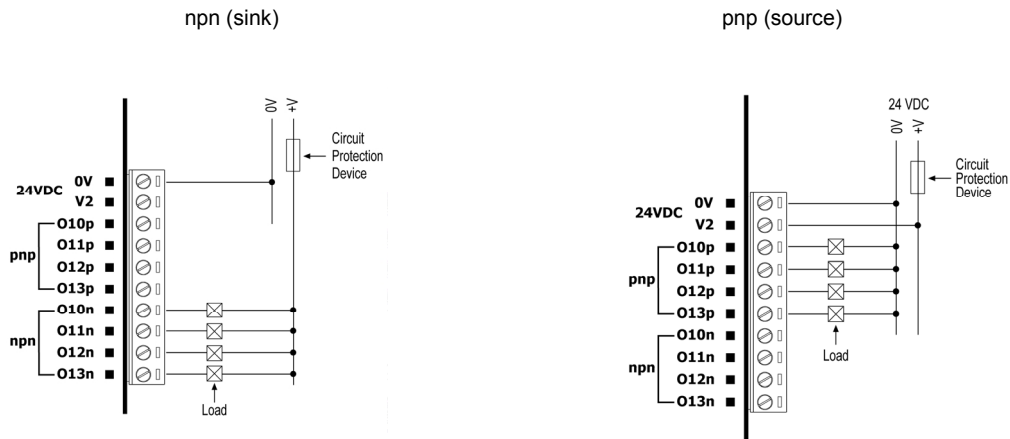 npn (sink)
0V
+V
Circuit
Protection
Device
24VDC
0V
V2
pnp
O10p
O11p
O12p
O13p
npn
O10n
O11n
O12n
O13n
Load
pnp (source)
24 VDC
0V
+V
Circuit
Protection
Device
24VDC
0V
V2
pnp
O10p
O11p
O12p
O13p
npn
O10n
O11n
O12n
O13n
Load